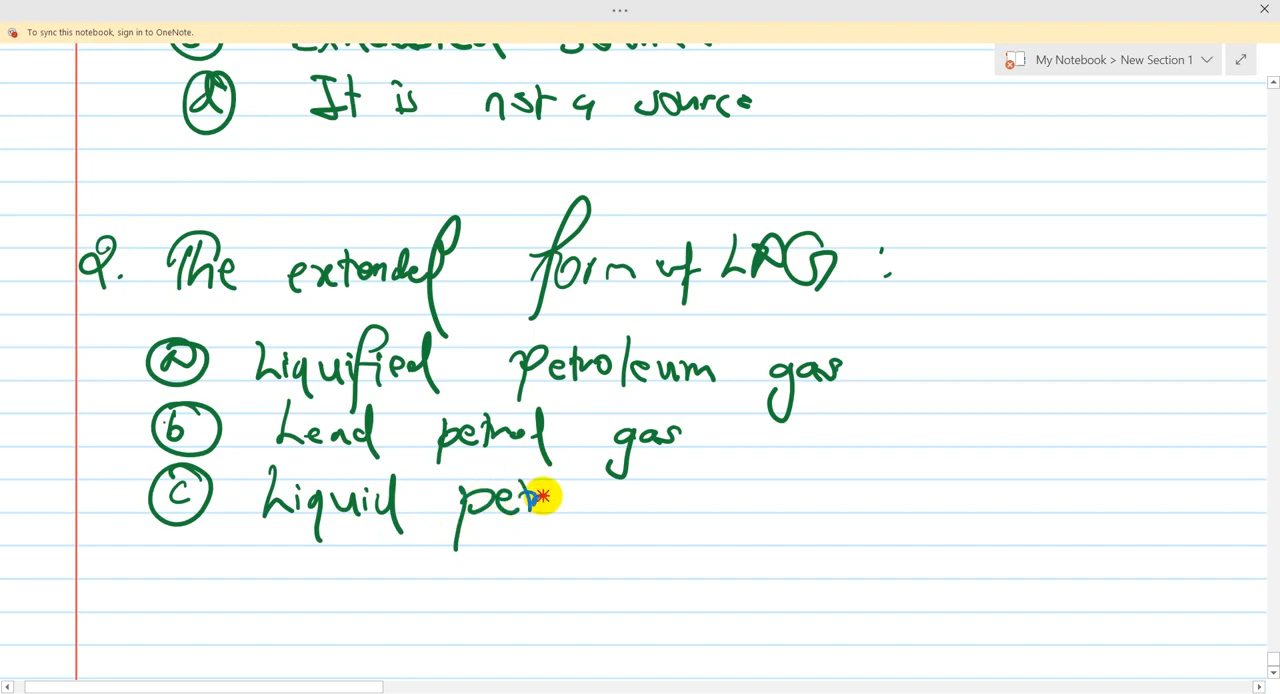 To sync this notebook, sign in to OneNote.
My Notebook > New Section 1
d It is not a source
Q. The extended form of LPG :
a Liquified petroleum gas
b Lead petrol gas
c Liquid pet